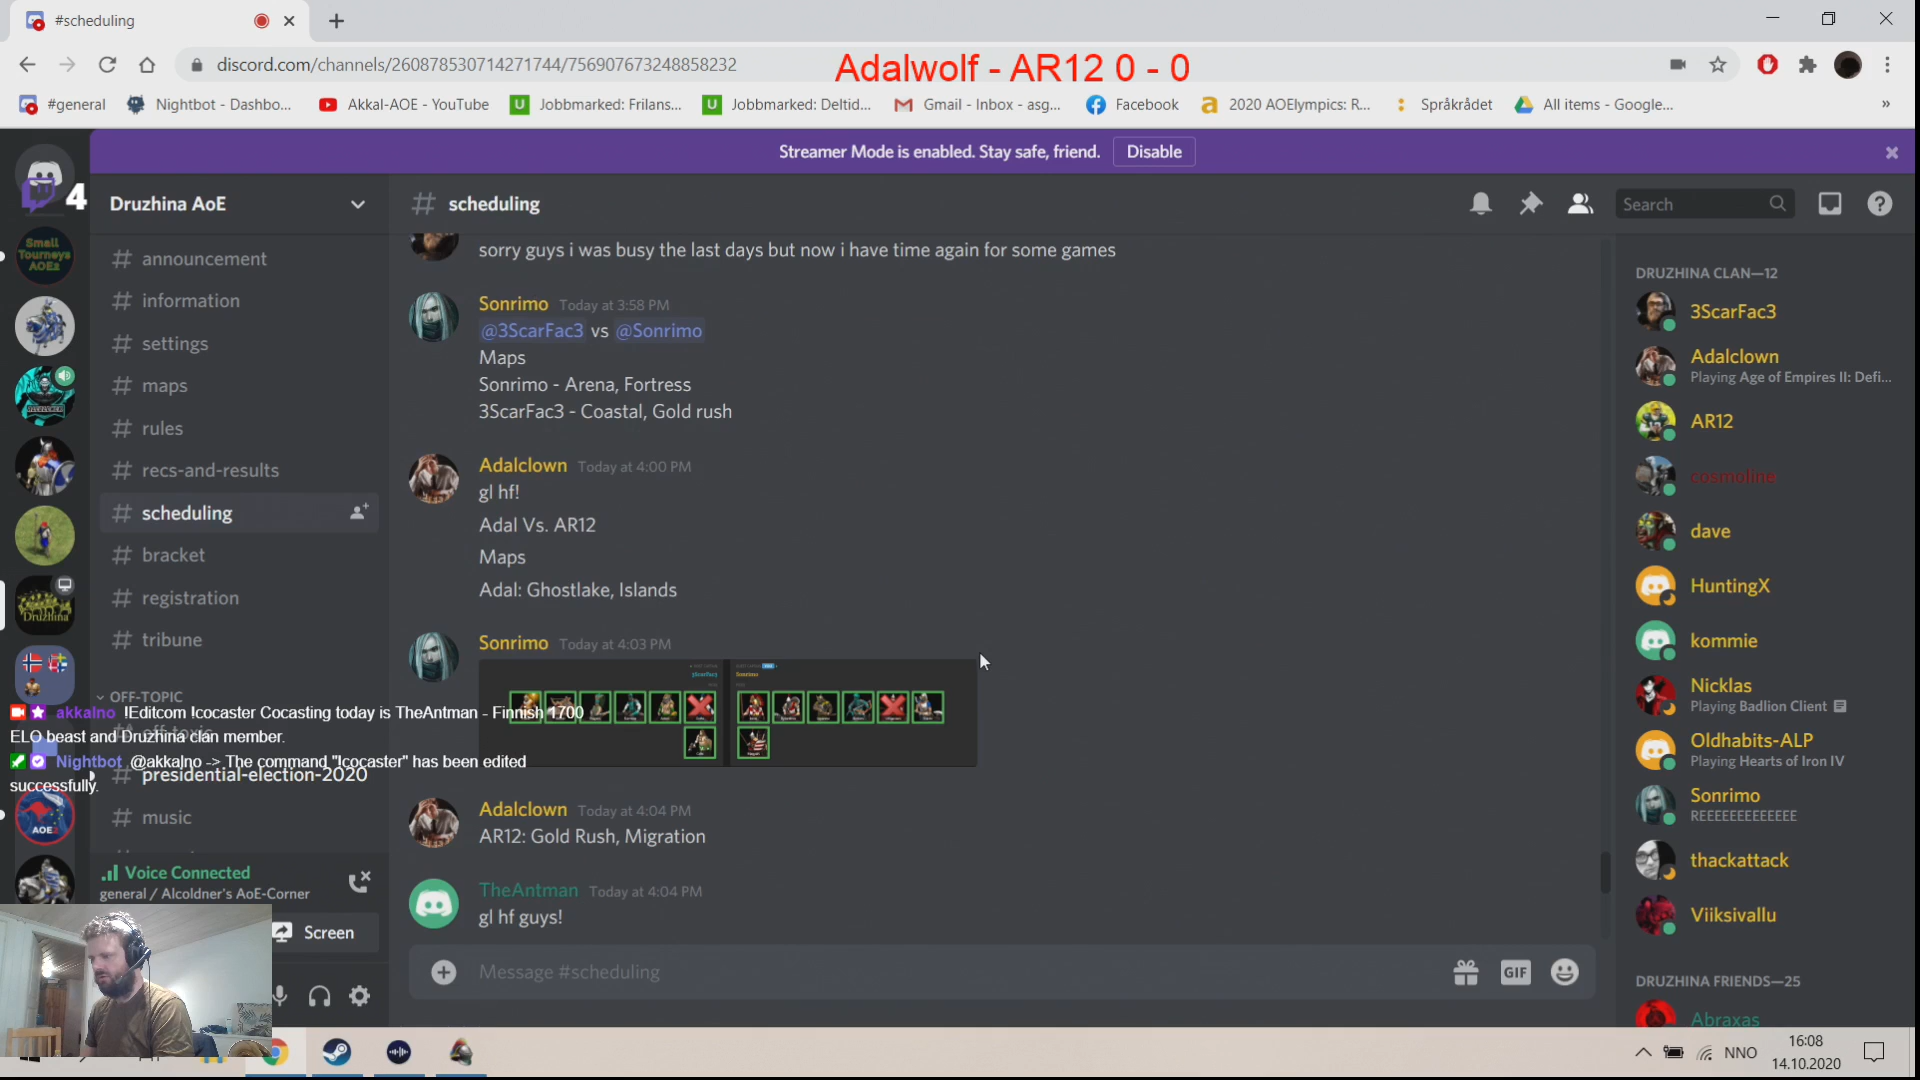 #scheduling
discord.com/channels/260878530714271744/756907673248858232
Adalwolf - AR12 0 - 0
#general
Nightbot - Dashbo...
Akkal-AOE - YouTube
Jobbmarked: Frilans...
Jobbmarked: Deltid...
Gmail - Inbox - asg...
Facebook
2020 AOElympics: R...
Språkrådet
All items - Google...
»
Streamer Mode is enabled. Stay safe, friend.
Disable
4
Small
Tourneys
AOE2
Druzhina
AOE2
Druzhina AoE
# announcement
# information
# settings
# maps
# rules
# recs-and-results
# scheduling
# bracket
# registration
# tribune
OFF-TOPIC
# presidential-election-2020
# music
akkalno !Editcom !cocaster Cocasting today is TheAntman - Finnish 1700
ELO beast and Druzhina clan member.
Nightbot @akkalno -> The command "!cocaster" has been edited
successfully.
Voice Connected
general / Alcoldner's AoE-Corner
Screen
# scheduling
Search
sorry guys i was busy the last days but now i have time again for some games
Sonrimo Today at 3:58 PM
@3ScarFac3 vs @Sonrimo
Maps
Sonrimo - Arena, Fortress
3ScarFac3 - Coastal, Gold rush
Adalclown Today at 4:00 PM
gl hf!
Adal Vs. AR12
Maps
Adal: Ghostlake, Islands
Sonrimo Today at 4:03 PM
Adalclown Today at 4:04 PM
AR12: Gold Rush, Migration
TheAntman Today at 4:04 PM
gl hf guys!
Message #scheduling
GIF
DRUZHINA CLAN—12
3ScarFac3
Adalclown
Playing Age of Empires II: Defi...
AR12
cosmoline
dave
HuntingX
kommie
Nicklas
Playing Badlion Client
Oldhabits-ALP
Playing Hearts of Iron IV
Sonrimo
REEEEEEEEEEEEE
thackattack
Viiksivallu
DRUZHINA FRIENDS—25
Abraxas
NNO
16:08
14.10.2020